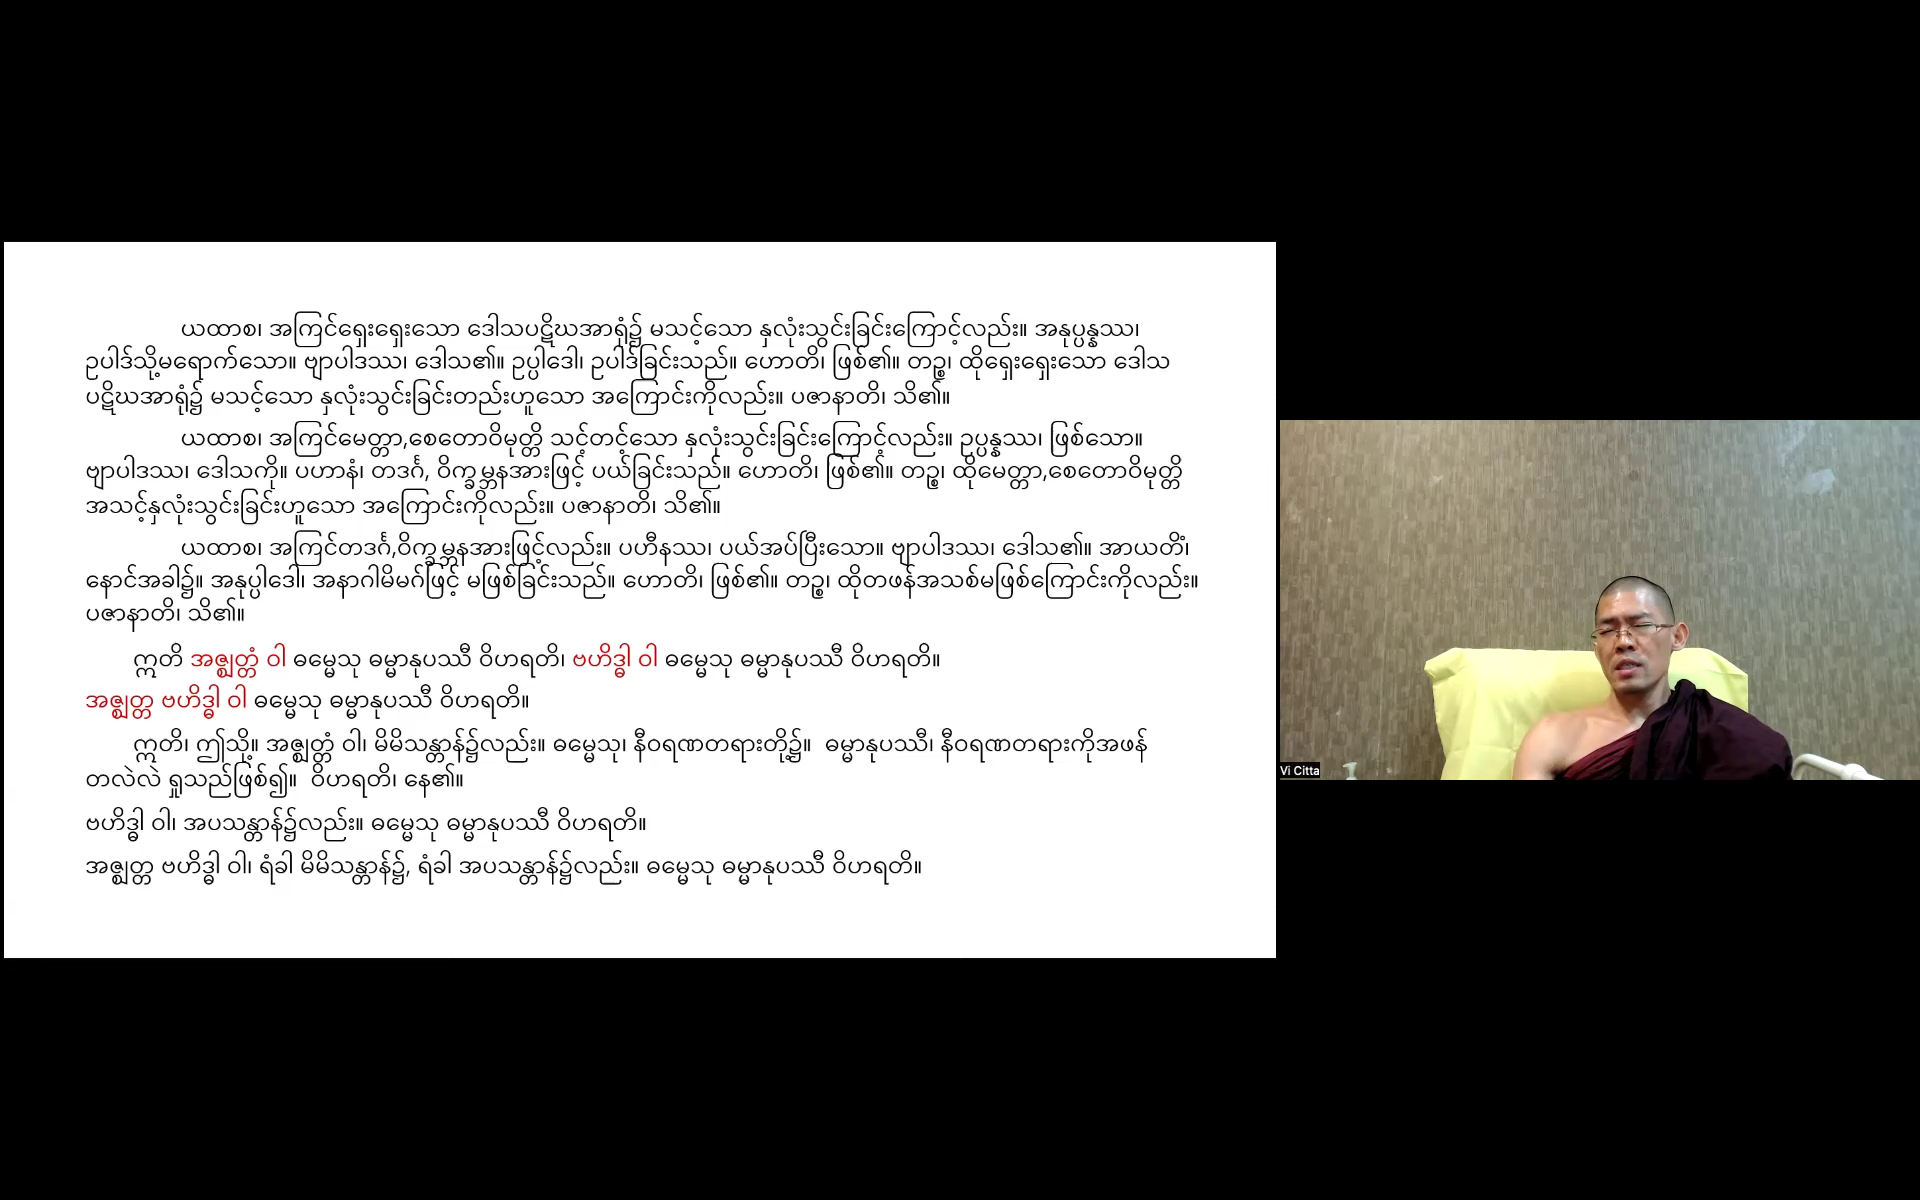 ယထာစ၊ အကြင်ရှေးရှေးသော ဒေါသပဋိဃအာရုံ၌ မသင့်သော နှလုံးသွင်းခြင်းကြောင့်လည်း။ အနုပ္ပန္နဿ၊
ဥပါဒ်သို့မရောက်သော။ ဗျာပါဒဿ၊ ဒေါသ၏။ ဥပ္ပါဒေါ၊ ဥပါဒ်ခြင်းသည်။ ဟောတိ၊ ဖြစ်၏။ တဉ္စ၊ ထိုရှေးရှေးသော ဒေါသ
ပဋိဃအာရုံ၌ မသင့်သော နှလုံးသွင်းခြင်းတည်းဟူသော အကြောင်းကိုလည်း။ ပဇာနာတိ၊ သိ၏။
ယထာစ၊ အကြင်မေတ္တာ,စေတောဝိမုတ္တိ သင့်တင့်သော နှလုံးသွင်းခြင်းကြောင့်လည်း။ ဥပ္ပန္နဿ၊ ဖြစ်သော။
ဗျာပါဒဿ၊ ဒေါသကို။ ပဟာနံ၊ တဒင်္ဂ, ဝိက္ခမ္ဘနအားဖြင့် ပယ်ခြင်းသည်။ ဟောတိ၊ ဖြစ်၏။ တဉ္စ၊ ထိုမေတ္တာ,စေတောဝိမုတ္တိ
အသင့်နှလုံးသွင်းခြင်းဟူသော အကြောင်းကိုလည်း။ ပဇာနာတိ၊ သိ၏။
ယထာစ၊ အကြင်တဒင်္ဂ,ဝိက္ခမ္ဘနအားဖြင့်လည်း။ ပဟီနဿ၊ ပယ်အပ်ပြီးသော။ ဗျာပါဒဿ၊ ဒေါသ၏။ အာယတိံ၊
နောင်အခါ၌။ အနုပ္ပါဒေါ၊ အနာဂါမိမဂ်ဖြင့် မဖြစ်ခြင်းသည်။ ဟောတိ၊ ဖြစ်၏။ တဉ္စ၊ ထိုတဖန်အသစ်မဖြစ်ကြောင်းကိုလည်း။
ပဇာနာတိ၊ သိ၏။
ဣတိ အဇ္ဈတ္တံ ဝါ ဓမ္မေသု ဓမ္မာနုပဿီ ဝိဟရတိ၊ ဗဟိဒ္ဓါ ဝါ ဓမ္မေသု ဓမ္မာနုပဿီ ဝိဟရတိ။
အဇ္ဈတ္တ ဗဟိဒ္ဓါ ဝါ ဓမ္မေသု ဓမ္မာနုပဿီ ဝိဟရတိ။
ဣတိ၊ ဤသို့။ အဇ္ဈတ္တံ ဝါ၊ မိမိသန္တာန်၌လည်း။ ဓမ္မေသု၊ နီဝရဏတရားတို့၌။ ဓမ္မာနုပဿီ၊ နီဝရဏတရားကိုအဖန်
တလဲလဲ ရှုသည်ဖြစ်၍။ ဝိဟရတိ၊ နေ၏။
ဗဟိဒ္ဓါ ဝါ၊ အပသန္တာန်၌လည်း။ ဓမ္မေသု ဓမ္မာနုပဿီ ဝိဟရတိ။
အဇ္ဈတ္တ ဗဟိဒ္ဓါ ဝါ၊ ရံခါ မိမိသန္တာန်၌, ရံခါ အပသန္တာန်၌လည်း။ ဓမ္မေသု ဓမ္မာနုပဿီ ဝိဟရတိ။
Vi Citta